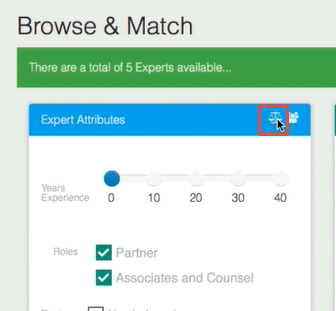 Browse & Match
There are a total of 5 Experts available...
Expert Attributes
Years
Experience
0 10 20 30 40
Roles
Partner
Associates and Counsel